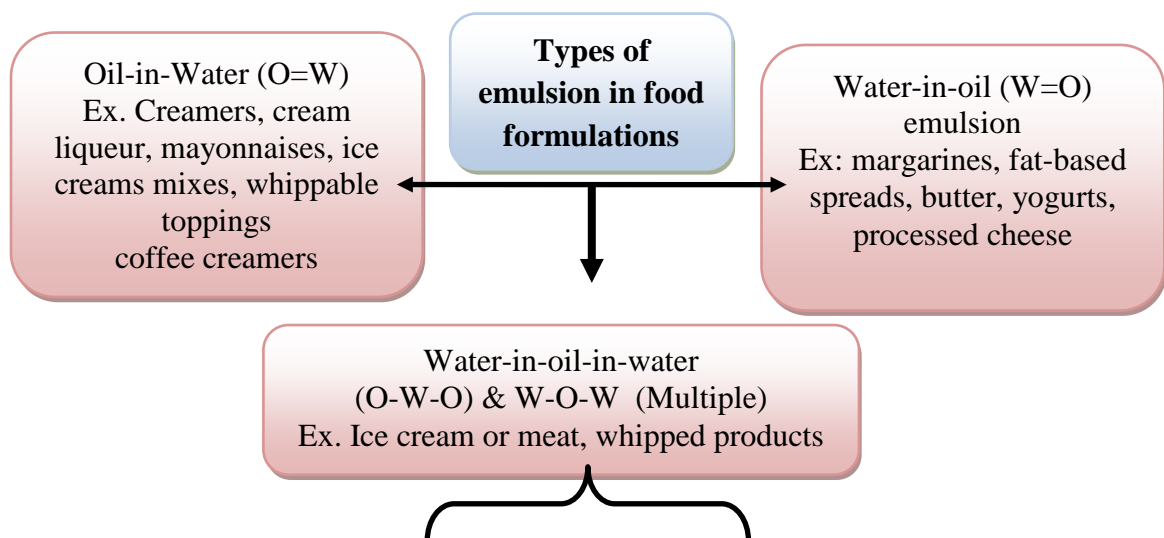 Types of
emulsion in food
formulations
Oil-in-Water (O=W)
Ex. Creamers, cream
liqueur, mayonnaises, ice
creams mixes, whippable
toppings
coffee creamers
Water-in-oil (W=O)
emulsion
Ex: margarines, fat-based
spreads, butter, yogurts,
processed cheese
Water-in-oil-in-water
(O-W-O) & W-O-W (Multiple)
Ex. Ice cream or meat, whipped products